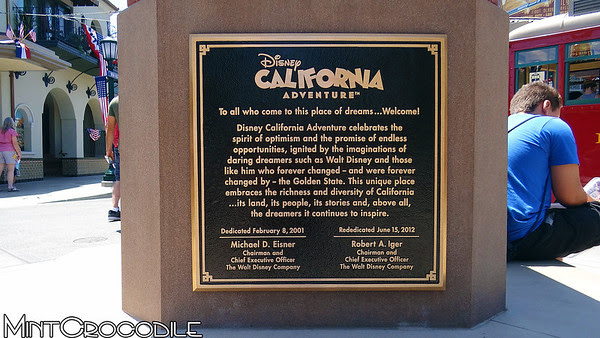 Disney
CALIFORNIA
ADVENTURE™
To all who come to this place of dreams...Welcome!
Disney California Adventure celebrates the
spirit of optimism and the promise of endless
opportunities, ignited by the imaginations of
daring dreamers such as Walt Disney and those
like him who forever changed – and were forever
changed by – the Golden State. This unique place
embraces the richness and diversity of California
...its land, its people, its stories and, above all,
the dreamers it continues to inspire.
Dedicated February 8, 2001
Michael D. Eisner
Chairman and
Chief Executive Officer
The Walt Disney Company
Rededicated June 15, 2012
Robert A. Iger
Chairman and
Chief Executive Officer
The Walt Disney Company
MintCrocodile